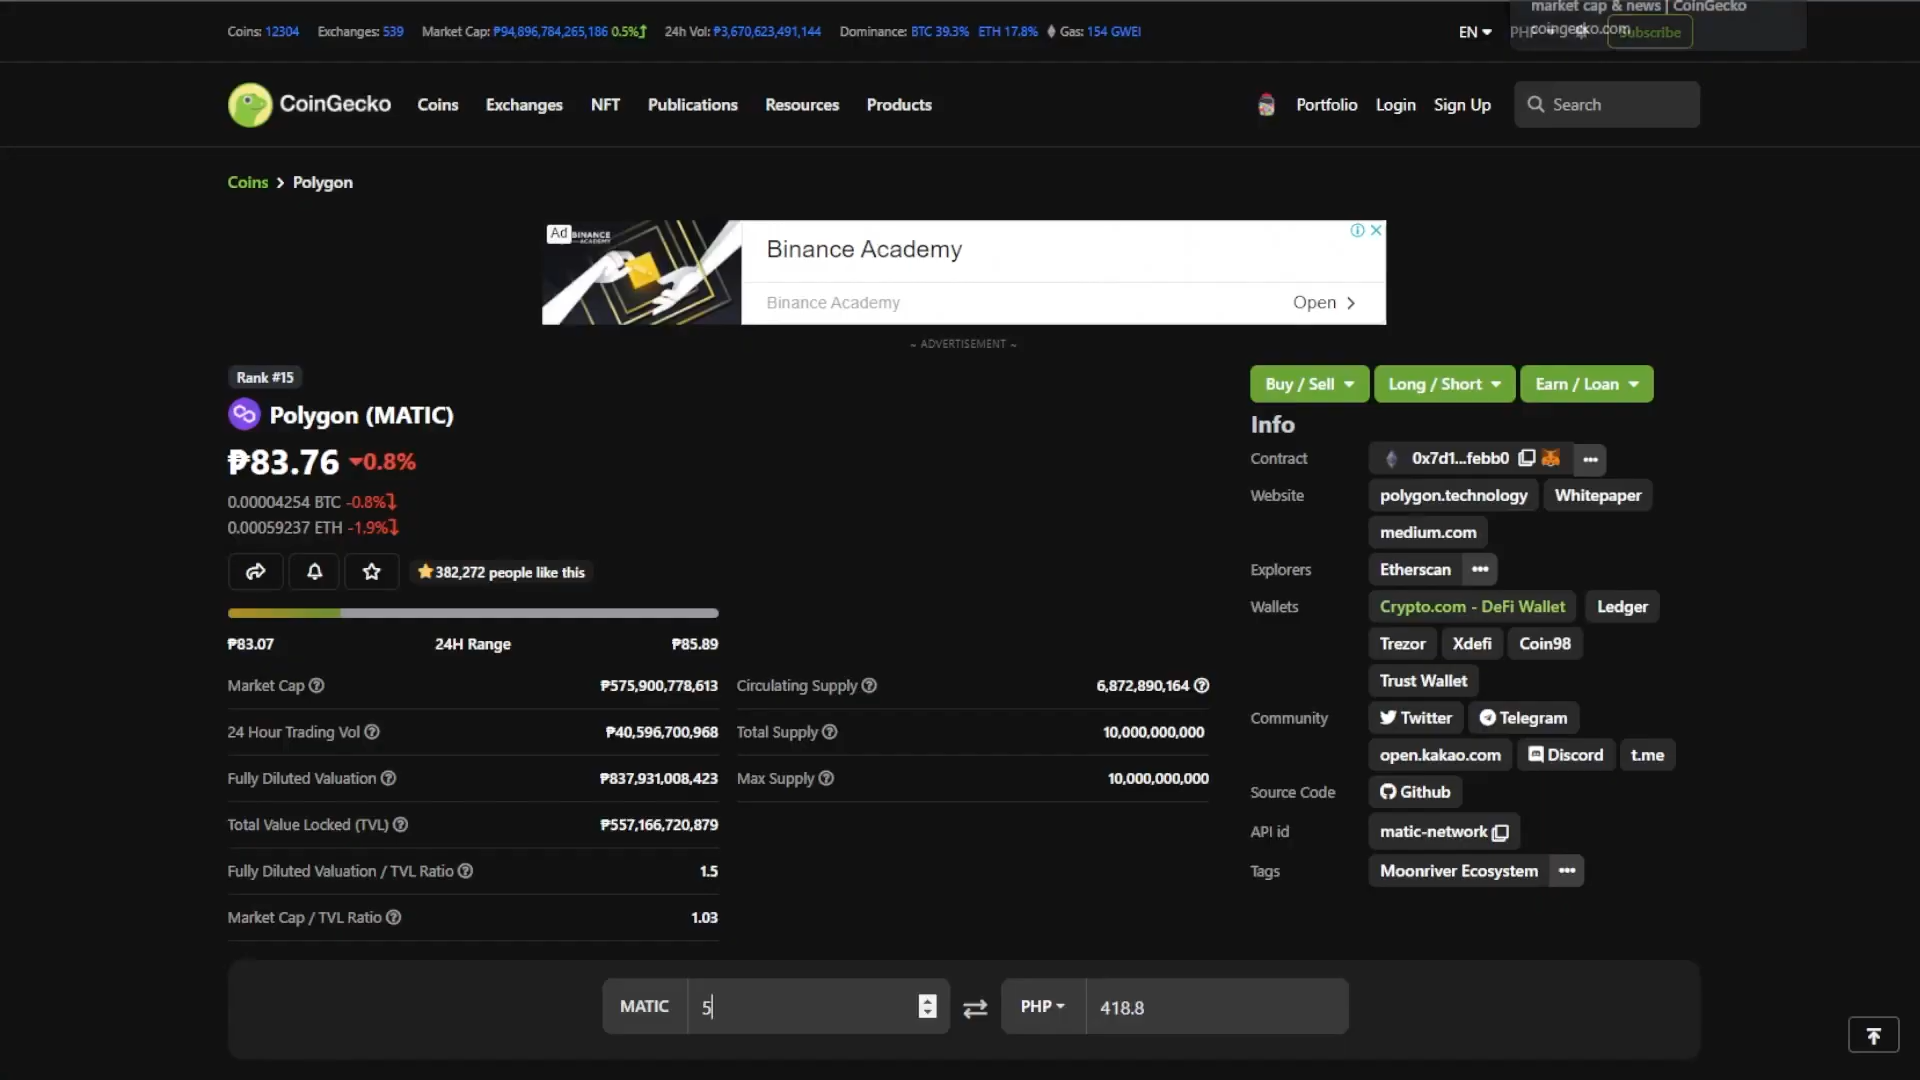 market cap & news | CoinGecko
coingecko.com
Coins: 12304 Exchanges: 539 Market Cap: ₱94,896,784,265,186 0.5% 24h Vol: ₱3,670,623,491,144 Dominance: BTC 39.3% ETH 17.8% Gas: 154 GWEI EN PHP Subscribe
CoinGecko Coins Exchanges NFT Publications Resources Products Portfolio Login Sign Up Search
Coins > Polygon
Ad BINANCE ACADEMY
Binance Academy
Binance Academy Open
~ ADVERTISEMENT ~
Rank #15
Polygon (MATIC)
₱83.76 0.8%
0.00004254 BTC -0.8%
0.00059237 ETH -1.9%
382,272 people like this
₱83.07 24H Range ₱85.89
Market Cap ₱575,900,778,613
24 Hour Trading Vol ₱40,596,700,968
Fully Diluted Valuation ₱837,931,008,423
Total Value Locked (TVL) ₱557,166,720,879
Fully Diluted Valuation / TVL Ratio 1.5
Market Cap / TVL Ratio 1.03
Circulating Supply 6,872,890,164
Total Supply 10,000,000,000
Max Supply 10,000,000,000
Buy / Sell Long / Short Earn / Loan
Info
Contract 0x7d1...febb0 •••
Website polygon.technology Whitepaper
medium.com
Explorers Etherscan •••
Wallets Crypto.com - DeFi Wallet Ledger
Trezor Xdefi Coin98
Trust Wallet
Community Twitter Telegram
open.kakao.com Discord t.me
Source Code Github
API id matic-network
Tags Moonriver Ecosystem •••
MATIC 5 PHP 418.8